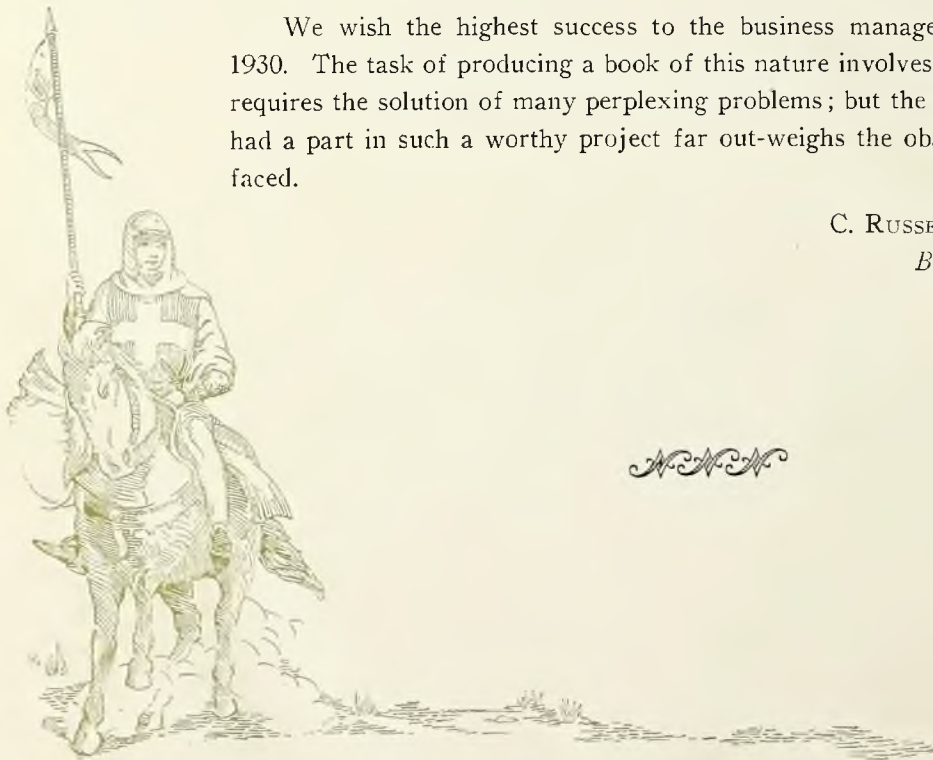 We wish the highest success to the business manage
1930. The task of producing a book of this nature involves
requires the solution of many perplexing problems; but the
had a part in such a worthy project far out-weighs the ob
faced.
C. RUSSE
B